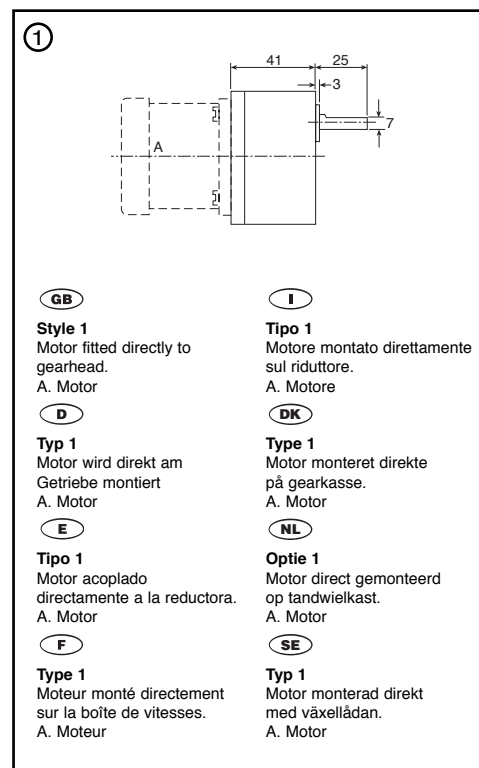 1
41 25
3
7
A
GB
Style 1
Motor fitted directly to
gearhead.
A. Motor
D
Typ 1
Motor wird direkt am
Getriebe montiert
A. Motor
E
Tipo 1
Motor acoplado
directamente a la reductora.
A. Motor
F
Type 1
Moteur monté directement
sur la boîte de vitesses.
A. Moteur
I
Tipo 1
Motore montato direttamente
sul riduttore.
A. Motore
DK
Type 1
Motor monteret direkte
på gearkasse.
A. Motor
NL
Optie 1
Motor direct gemonteerd
op tandwielkast.
A. Motor
SE
Typ 1
Motor monterad direkt
med växellådan.
A. Motor